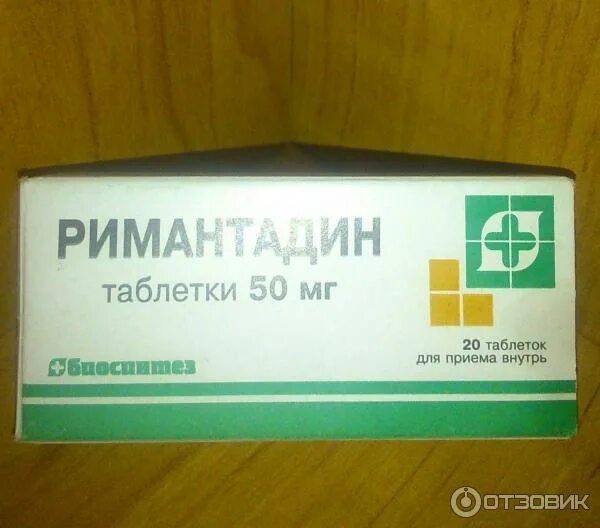 РИМАНТАДИН
таблетки 50 мг
20 таблеток
для приема внутрь
биосинтез
ОТЗОВИК